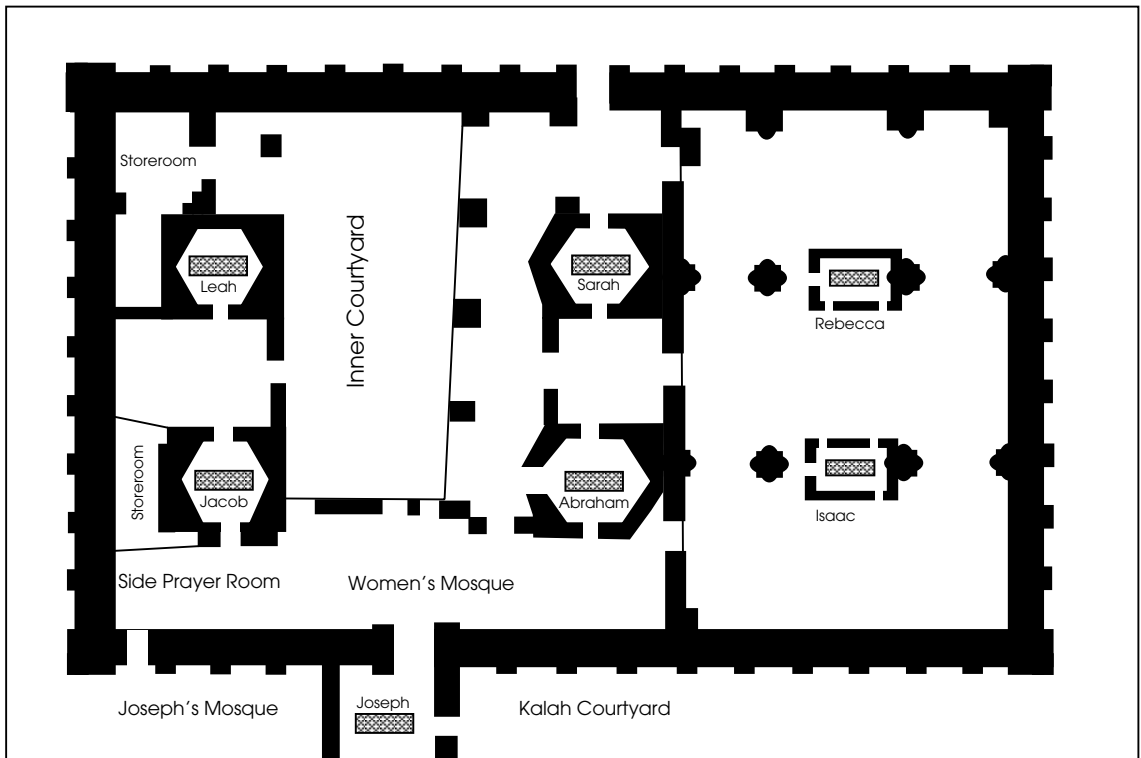 Storeroom
Leah
Inner Courtyard
Sarah
Rebecca
Storeroom
Jacob
Abraham
Isaac
Side Prayer Room
Women's Mosque
Joseph's Mosque
Joseph
Kalah Courtyard